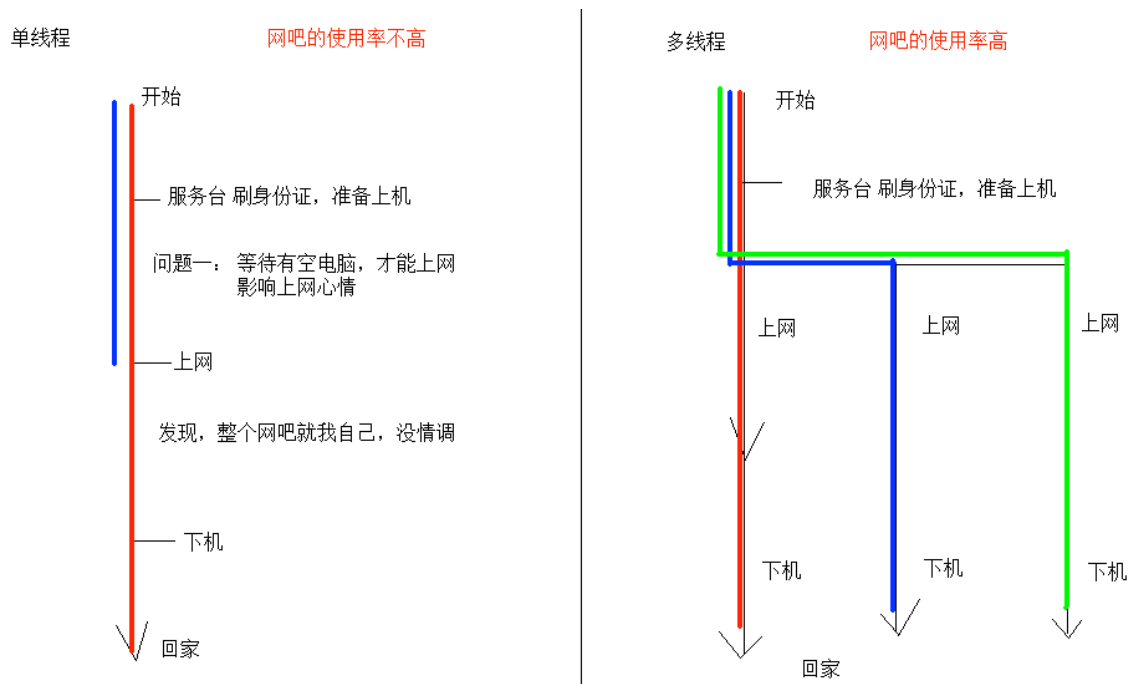 单线程
网吧的使用率不高
开始
服务台 刷身份证，准备上机
问题一： 等待有空电脑，才能上网
影响上网心情
上网
发现，整个网吧就我自己，没情调
下机
回家
多线程
网吧的使用率高
开始
服务台 刷身份证，准备上机
上网
上网
上网
下机
下机
下机
回家